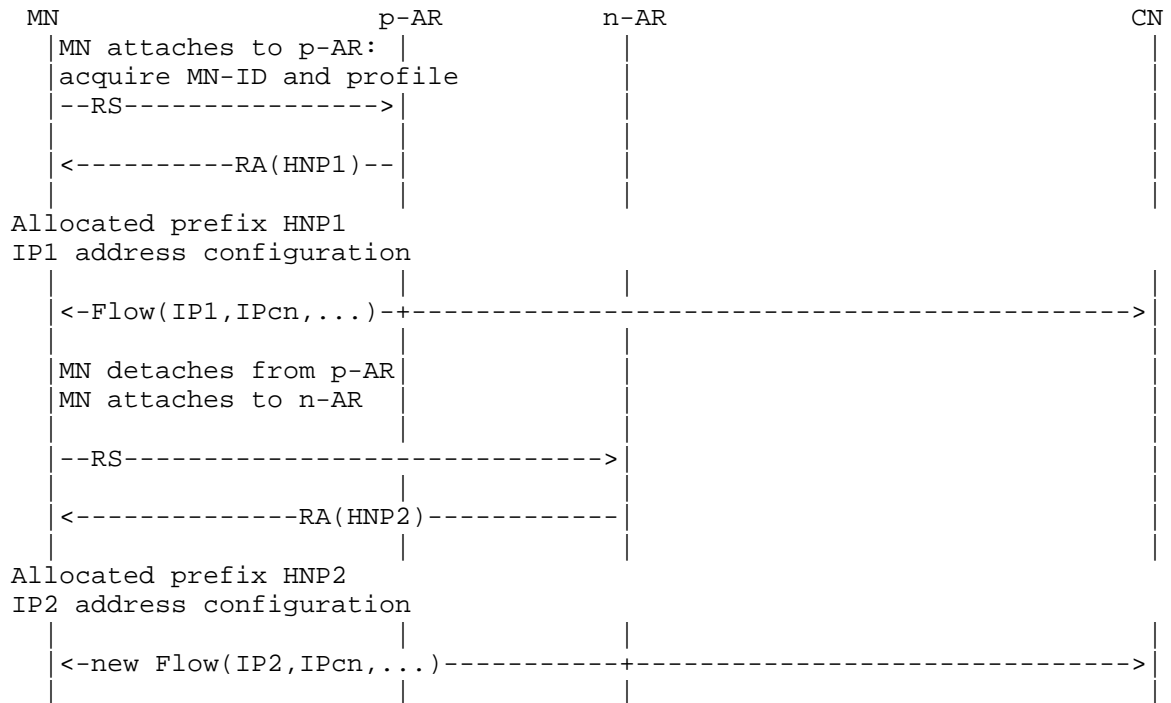 MN p-AR n-AR CN
MN attaches to p-AR:
acquire MN-ID and profile
--RS---------------->
<----------RA(HNP1)--
Allocated prefix HNP1
IP1 address configuration
<-Flow(IP1,IPcn,...)-+---------------------------------------------->
MN detaches from p-AR
MN attaches to n-AR
--RS------------------------------>
<--------------RA(HNP2)------------
Allocated prefix HNP2
IP2 address configuration
<-new Flow(IP2,IPcn,...)-----------+-------------------------------->